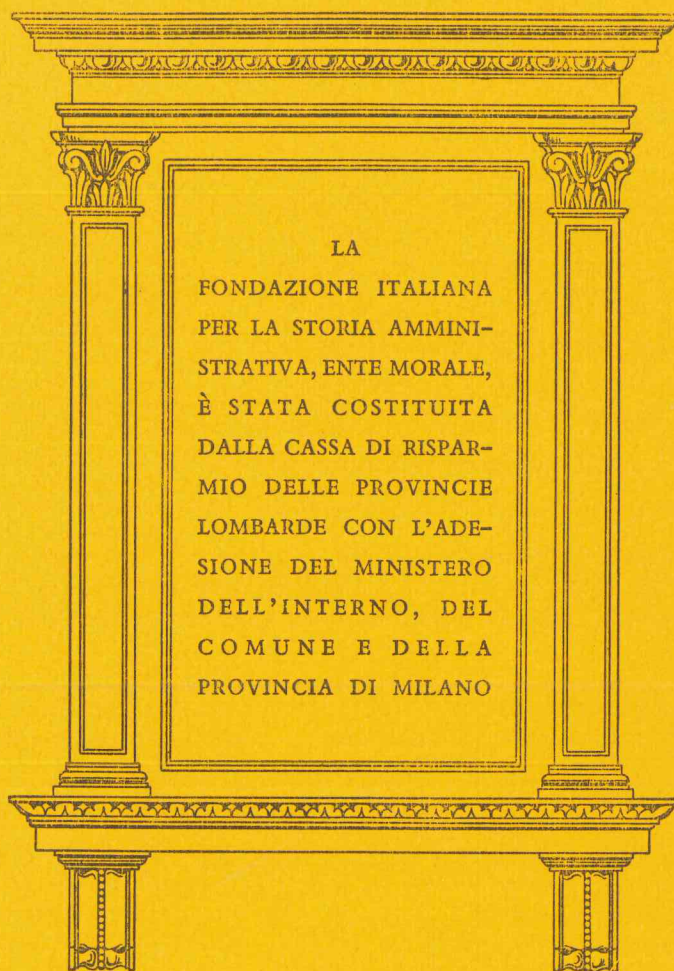 LA
FONDAZIONE ITALIANA
PER LA STORIA AMMINI-
STRATIVA, ENTE MORALE,
È STATA COSTITUITA
DALLA CASSA DI RISPAR-
MIO DELLE PROVINCIE
LOMBARDE CON L'ADE-
SIONE DEL MINISTERO
DELL'INTERNO, DEL
COMUNE E DELLA
PROVINCIA DI MILANO